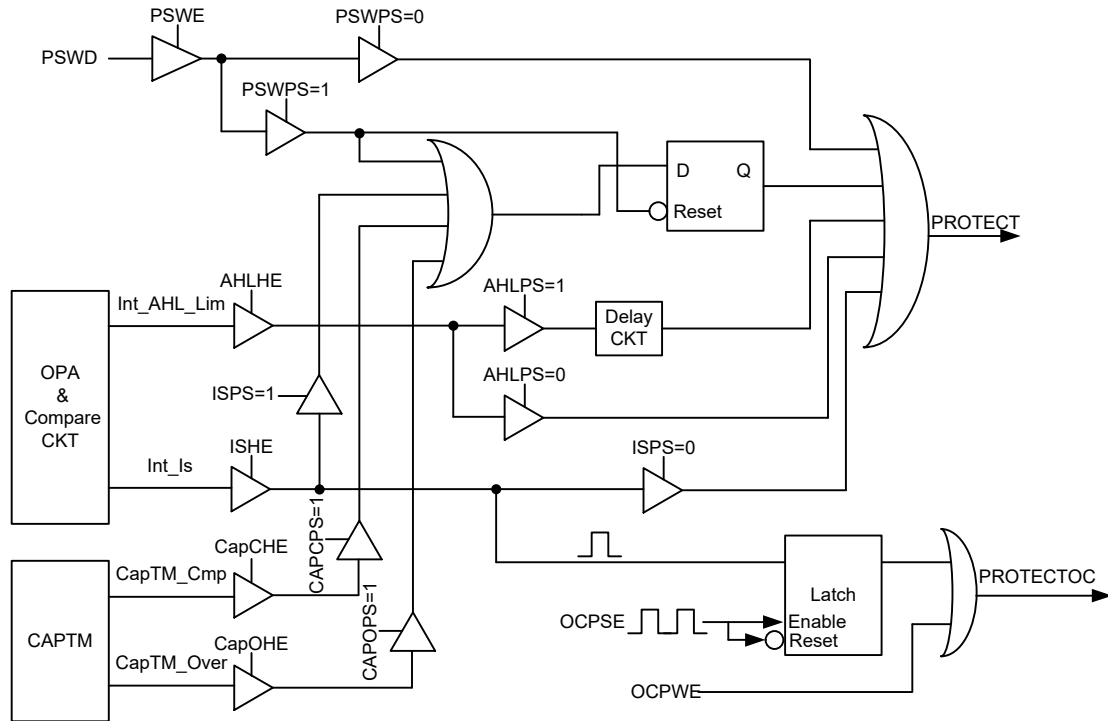 PSWE
PSWPS=0
PSWD
PSWPS=1
D Q
Reset
PROTECT
AHLHE
Int_AHL_Lim
AHLPS=1
Delay
CKT
OPA
&
Compare
CKT
ISPS=1
AHLPS=0
ISHE
Int_Is
ISPS=0
CAPCPS=1
CapCHE
CapTM_Cmp
CAPTM
CAPOPS=1
CapOHE
CapTM_Over
Latch
PROTECTOC
OCPSE
Enable
Reset
OCPWE